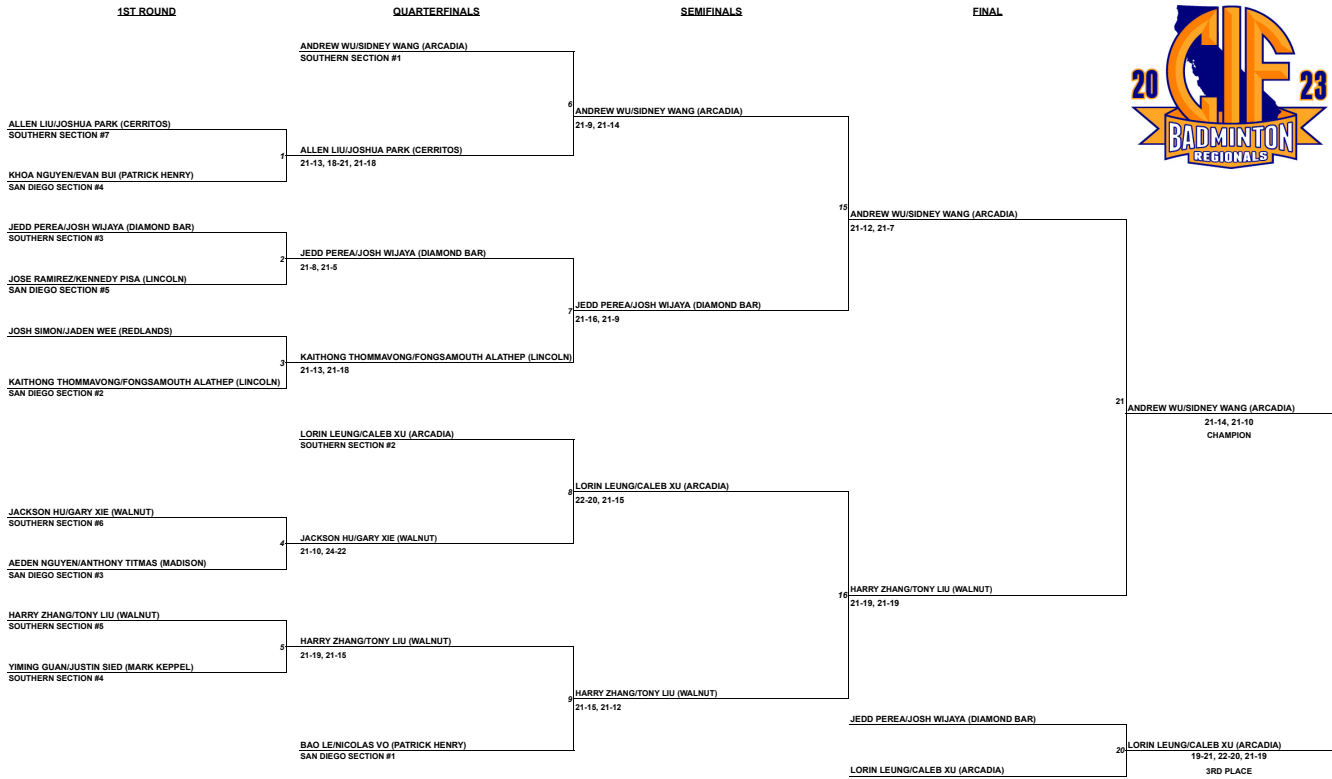 1ST ROUND
QUARTERFINALS
SEMIFINALS
FINAL
20 CIF 23
BADMINTON
REGIONALS
ANDREW WU/SIDNEY WANG (ARCADIA)
SOUTHERN SECTION #1
6
ANDREW WU/SIDNEY WANG (ARCADIA)
21-9, 21-14
ALLEN LIU/JOSHUA PARK (CERRITOS)
SOUTHERN SECTION #7
1
ALLEN LIU/JOSHUA PARK (CERRITOS)
21-13, 18-21, 21-18
KHOA NGUYEN/EVAN BUI (PATRICK HENRY)
SAN DIEGO SECTION #4
15
ANDREW WU/SIDNEY WANG (ARCADIA)
21-12, 21-7
JEDD PEREA/JOSH WIJAYA (DIAMOND BAR)
SOUTHERN SECTION #3
2
JEDD PEREA/JOSH WIJAYA (DIAMOND BAR)
21-8, 21-5
JOSE RAMIREZ/KENNEDY PISA (LINCOLN)
SAN DIEGO SECTION #5
7
JEDD PEREA/JOSH WIJAYA (DIAMOND BAR)
21-16, 21-9
JOSH SIMON/JADEN WEE (REDLANDS)
3
KAITHONG THOMMAVONG/FONGSAMOUTH ALATHEP (LINCOLN)
21-13, 21-18
KAITHONG THOMMAVONG/FONGSAMOUTH ALATHEP (LINCOLN)
SAN DIEGO SECTION #2
21
ANDREW WU/SIDNEY WANG (ARCADIA)
21-14, 21-10
CHAMPION
LORIN LEUNG/CALEB XU (ARCADIA)
SOUTHERN SECTION #2
8
LORIN LEUNG/CALEB XU (ARCADIA)
22-20, 21-15
JACKSON HU/GARY XIE (WALNUT)
SOUTHERN SECTION #6
4
JACKSON HU/GARY XIE (WALNUT)
21-10, 24-22
AEDEN NGUYEN/ANTHONY TITMAS (MADISON)
SAN DIEGO SECTION #3
16
HARRY ZHANG/TONY LIU (WALNUT)
21-19, 21-19
HARRY ZHANG/TONY LIU (WALNUT)
SOUTHERN SECTION #5
5
HARRY ZHANG/TONY LIU (WALNUT)
21-19, 21-15
YIMING GUAN/JUSTIN SIED (MARK KEPPEL)
SOUTHERN SECTION #4
9
HARRY ZHANG/TONY LIU (WALNUT)
21-15, 21-12
BAO LE/NICOLAS VO (PATRICK HENRY)
SAN DIEGO SECTION #1
JEDD PEREA/JOSH WIJAYA (DIAMOND BAR)
20
LORIN LEUNG/CALEB XU (ARCADIA)
19-21, 22-20, 21-19
3RD PLACE
LORIN LEUNG/CALEB XU (ARCADIA)